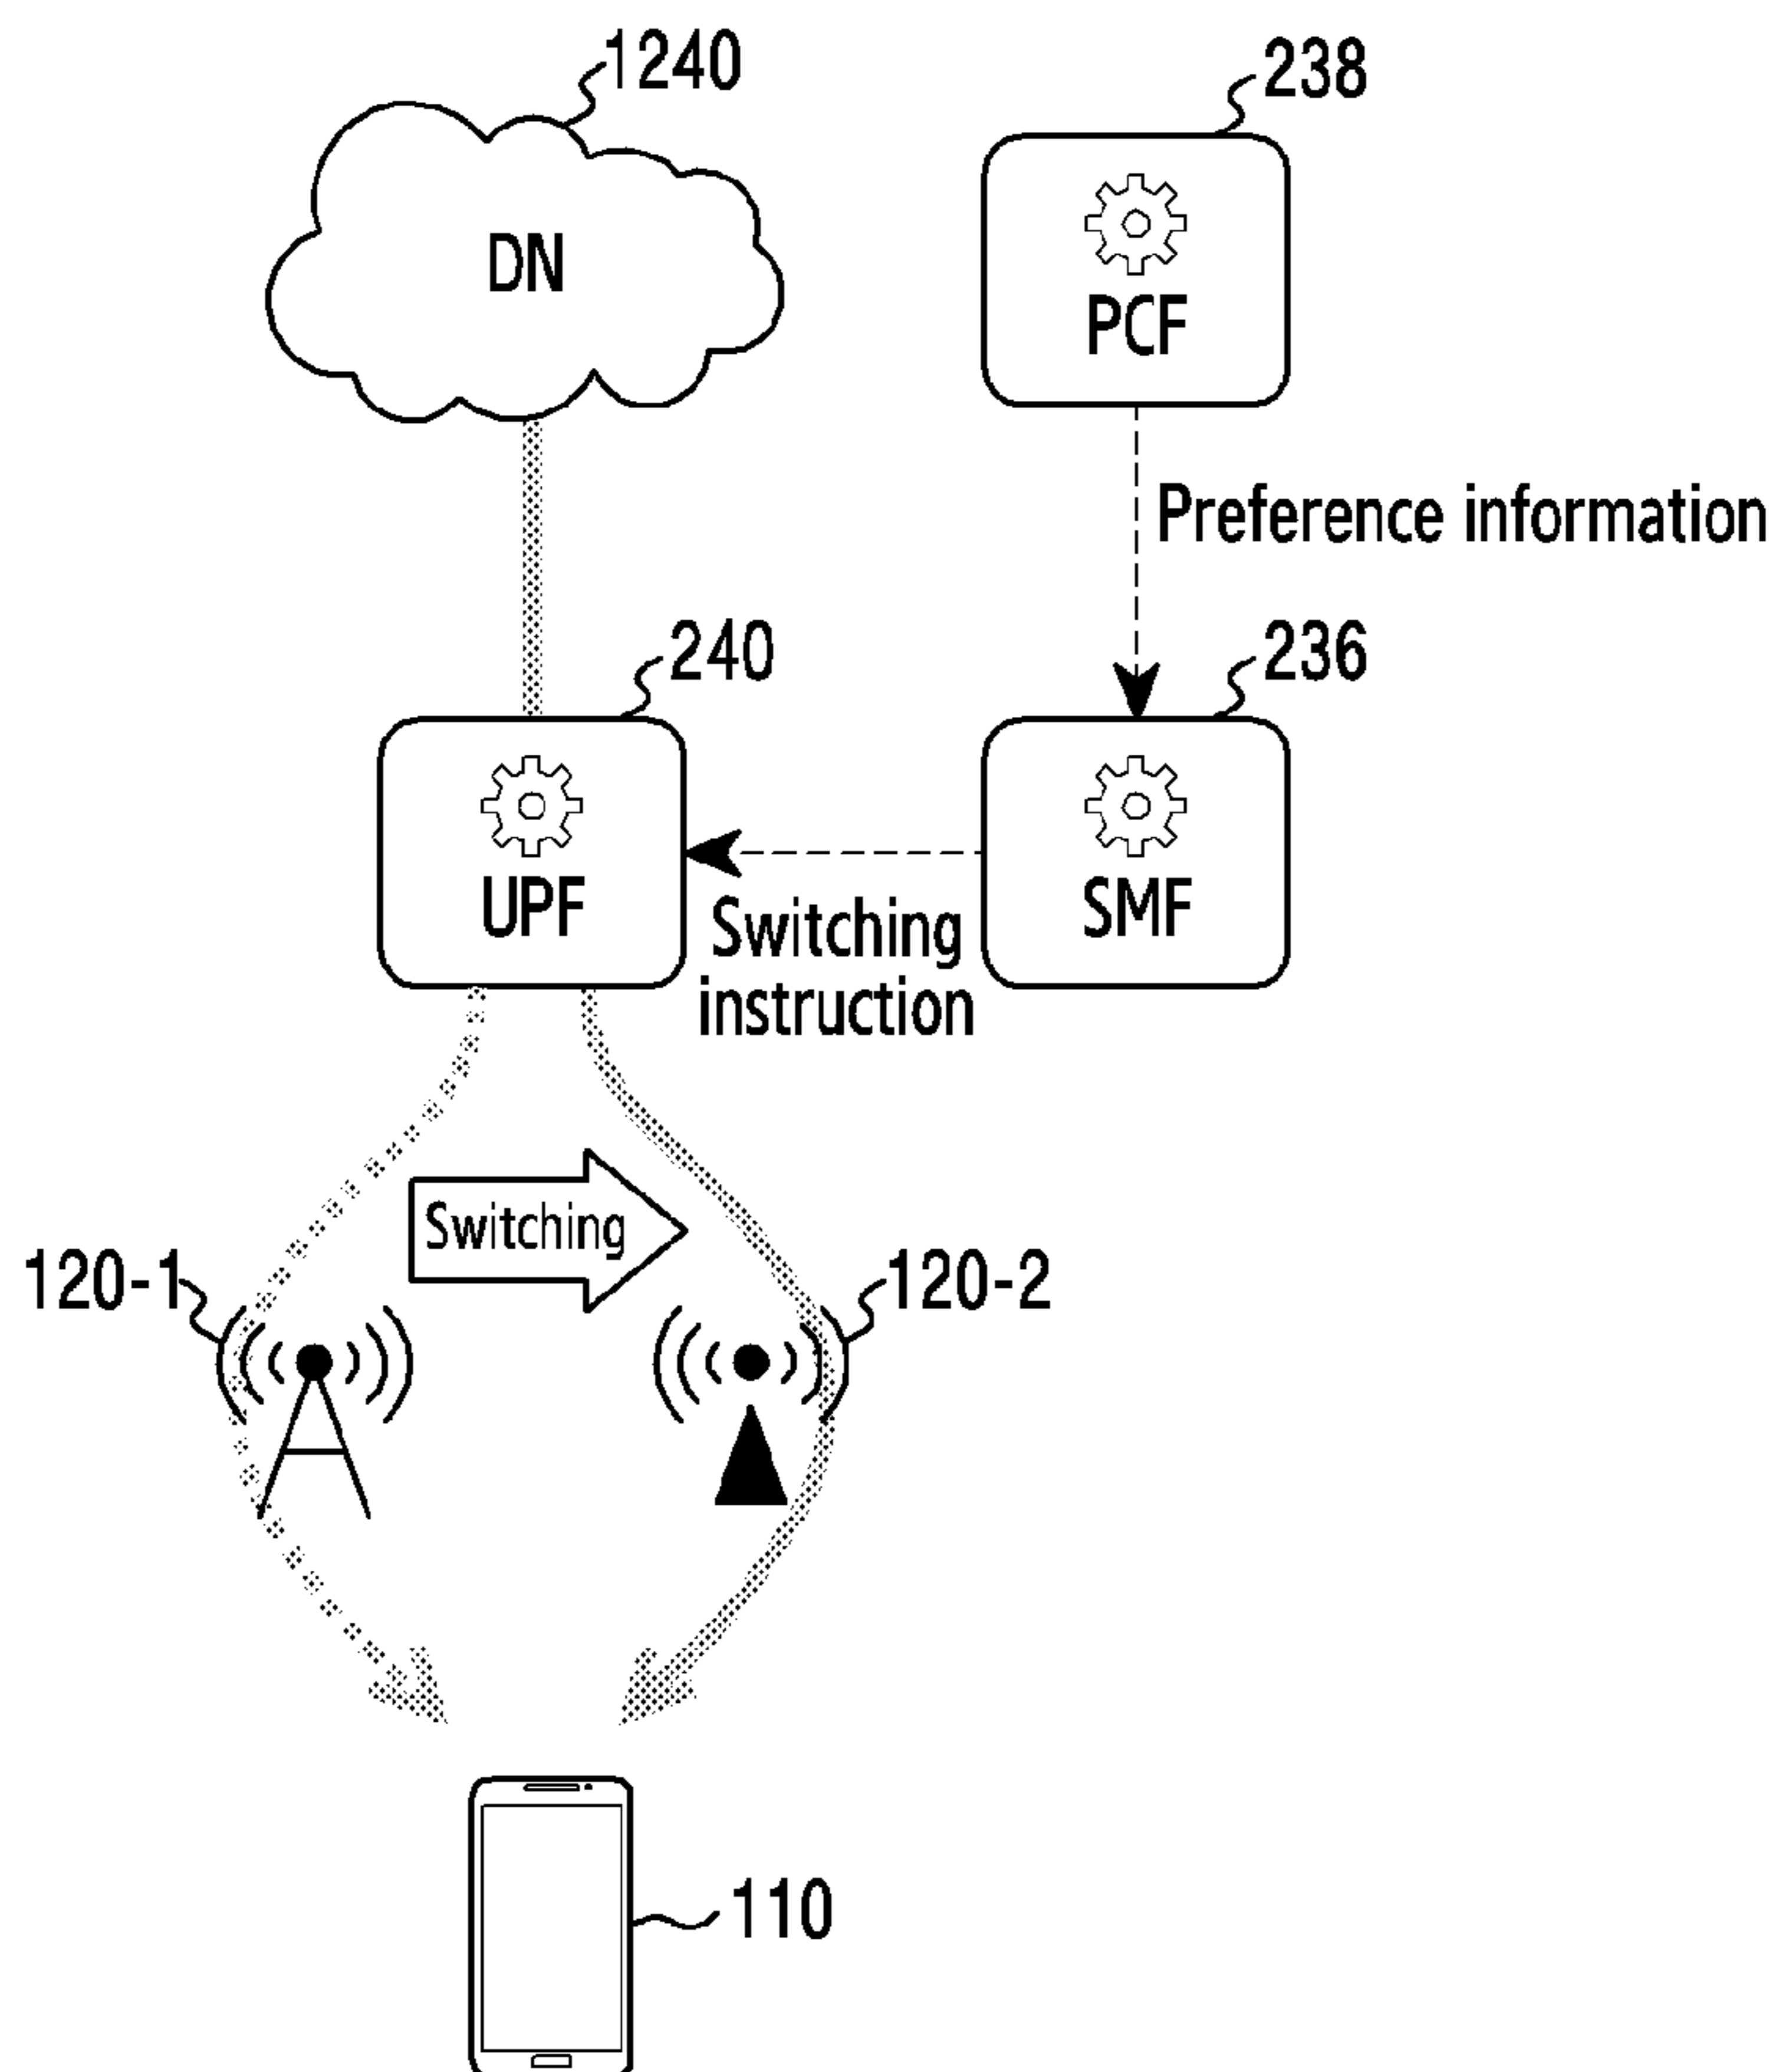 1240
238
DN
PCF
Preference information
240
236
UPF
SMF
Switching
instruction
Switching
120-1
120-2
110